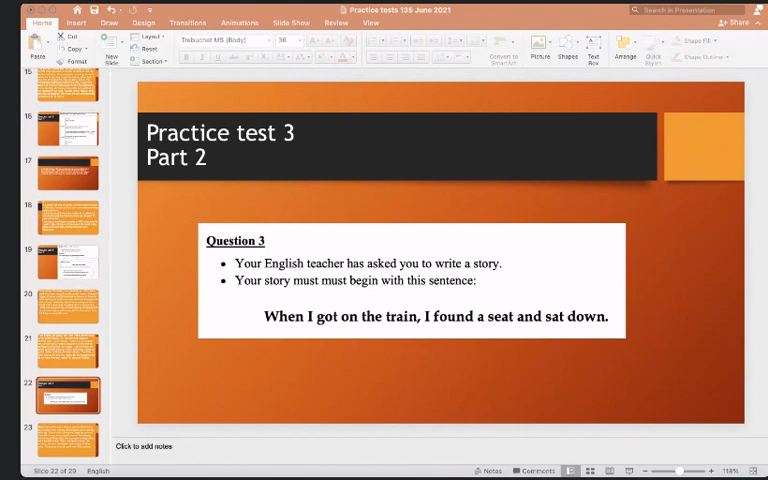 Practice tests 135 June 2021
Search in Presentation
Home Insert Draw Design Transitions Animations Slide Show Review View
Share
Paste
Cut
Copy
Format
New Slide
Layout
Reset
Section
Trebuchet MS (Body)
36
Convert to SmartArt
Picture
Shapes
Text Box
Arrange
Quick Styles
Shape Fill
Shape Outline
15
16
17
18
19
20
21
22
23
Practice test 3
Part 2
Question 3
• Your English teacher has asked you to write a story.
• Your story must must begin with this sentence:
When I got on the train, I found a seat and sat down.
Click to add notes
Slide 22 of 29 English
Notes Comments
118%